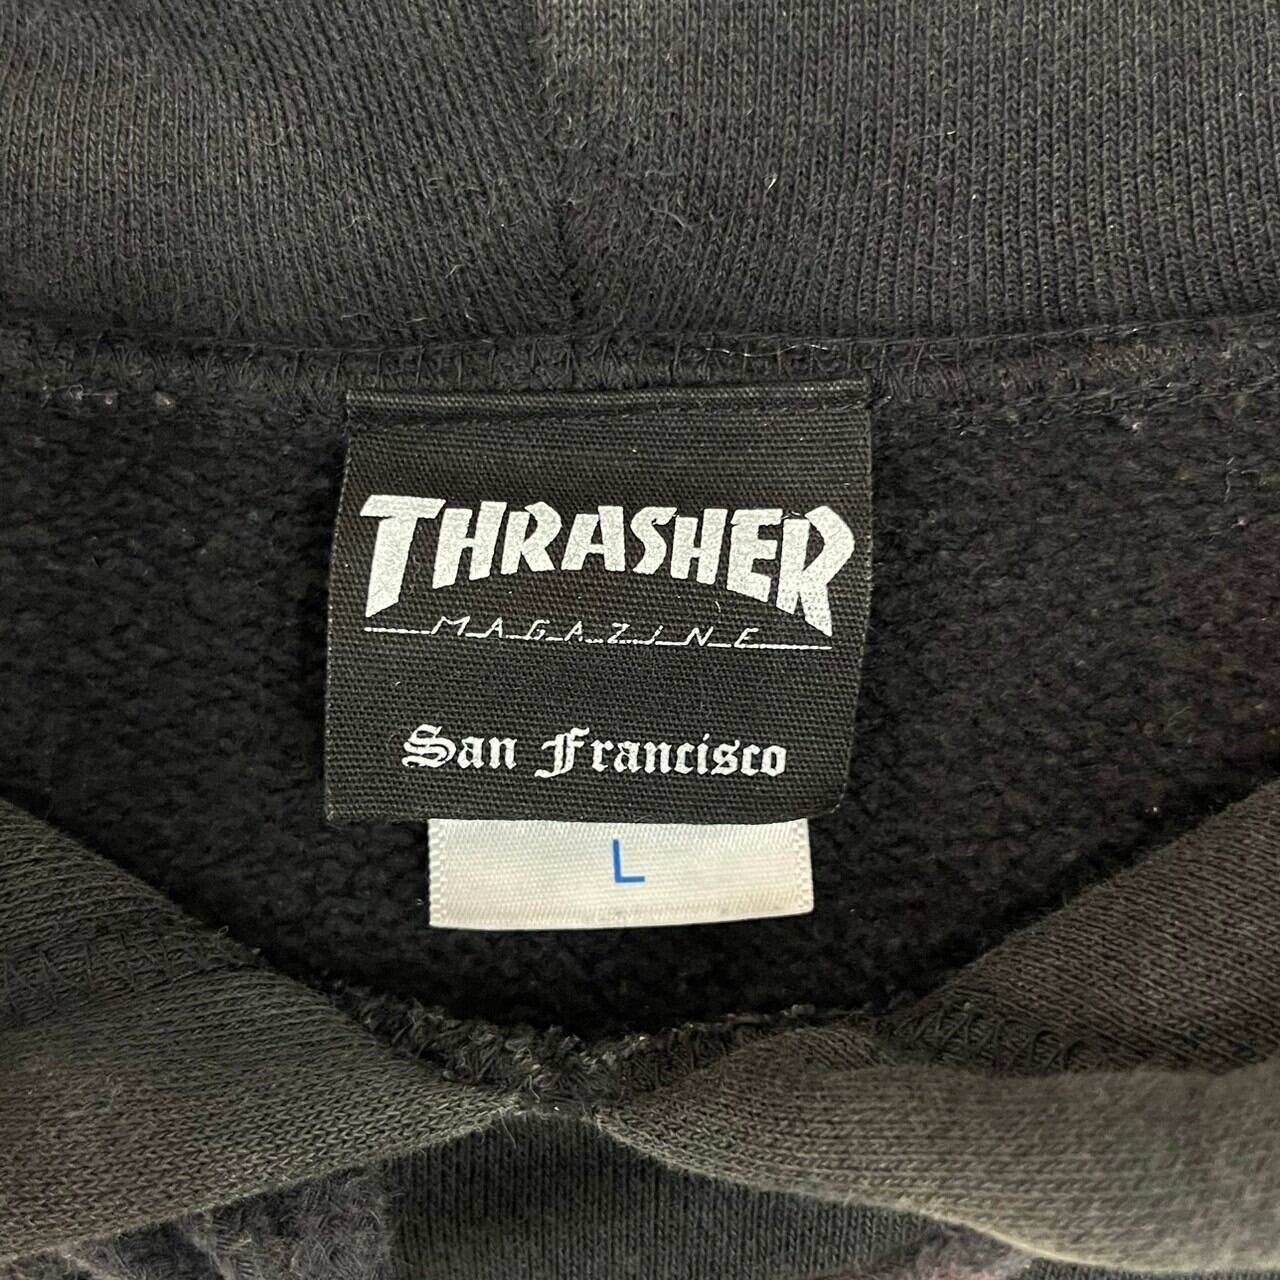 THRASHER
MAGAZINE
San Francisco
L